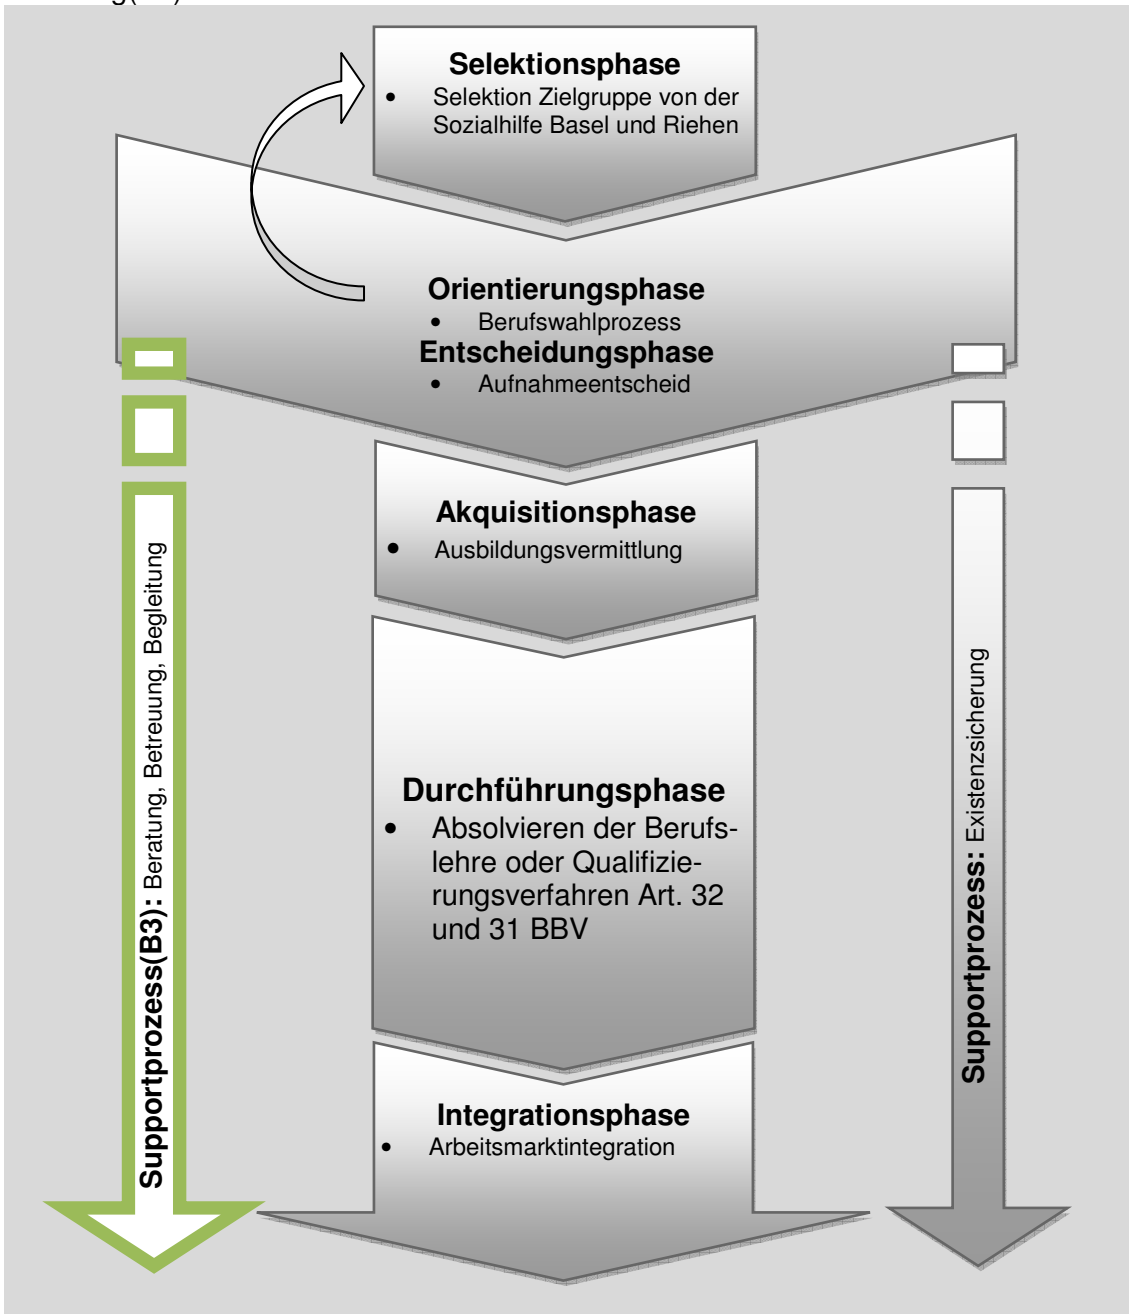 Selektionsphase
• Selektion Zielgruppe von der
Sozialhilfe Basel und Riehen
Orientierungsphase
• Berufswahlprozess
Entscheidungsphase
• Aufnahmeentscheid
Akquisitionsphase
• Ausbildungsvermittlung
Durchführungsphase
• Absolvieren der Berufs-
lehre oder Qualifizie-
rungsverfahren Art. 32
und 31 BBV
Integrationsphase
• Arbeitsmarktintegration
Supportprozess(B3): Beratung, Betreuung, Begleitung
Supportprozess: Existenzsicherung